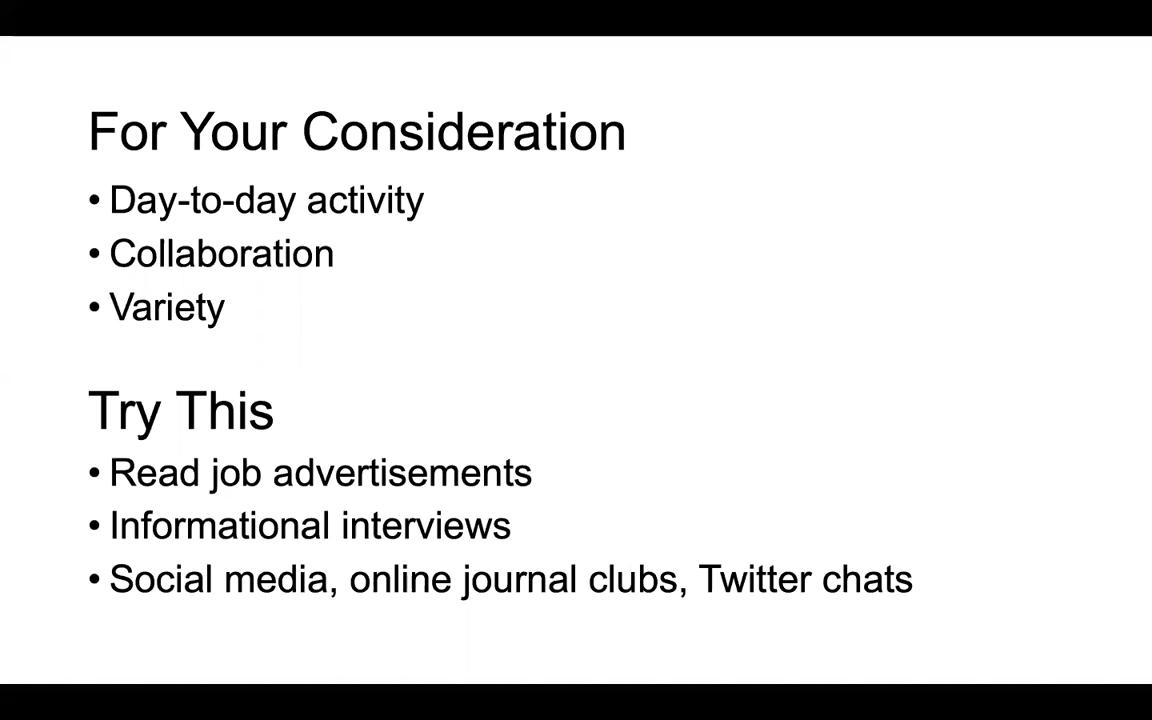 For Your Consideration
• Day-to-day activity
• Collaboration
• Variety
Try This
• Read job advertisements
• Informational interviews
• Social media, online journal clubs, Twitter chats